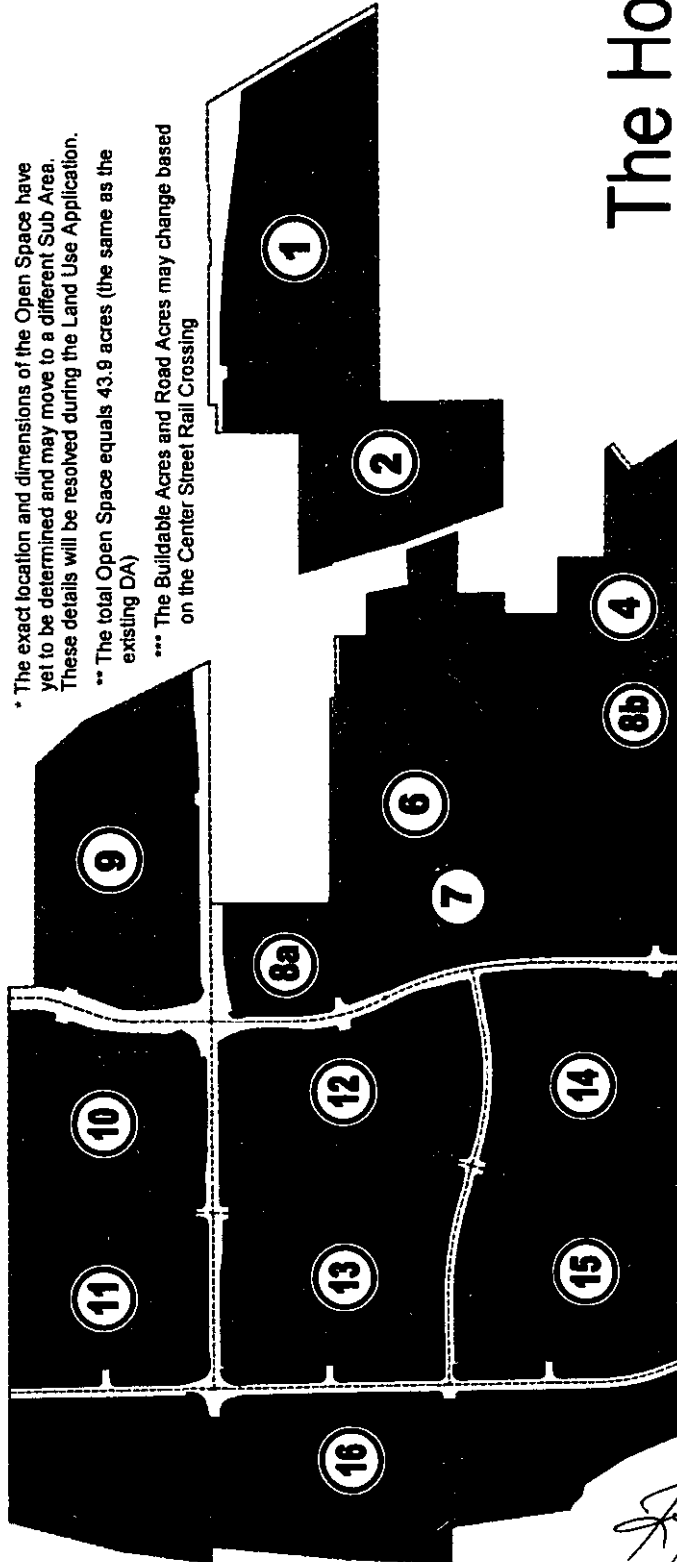 * The exact location and dimensions of the Open Space have
yet to be determined and may move to a different Sub Area.
These details will be resolved during the Land Use Application.
** The total Open Space equals 43.9 acres (the same as the
existing DA)
*** The Buildable Acres and Road Acres may change based
on the Center Street Rail Crossing
1
2
9
6
7
8a
4
8b
10
12
14
11
13
15
16
The Ho